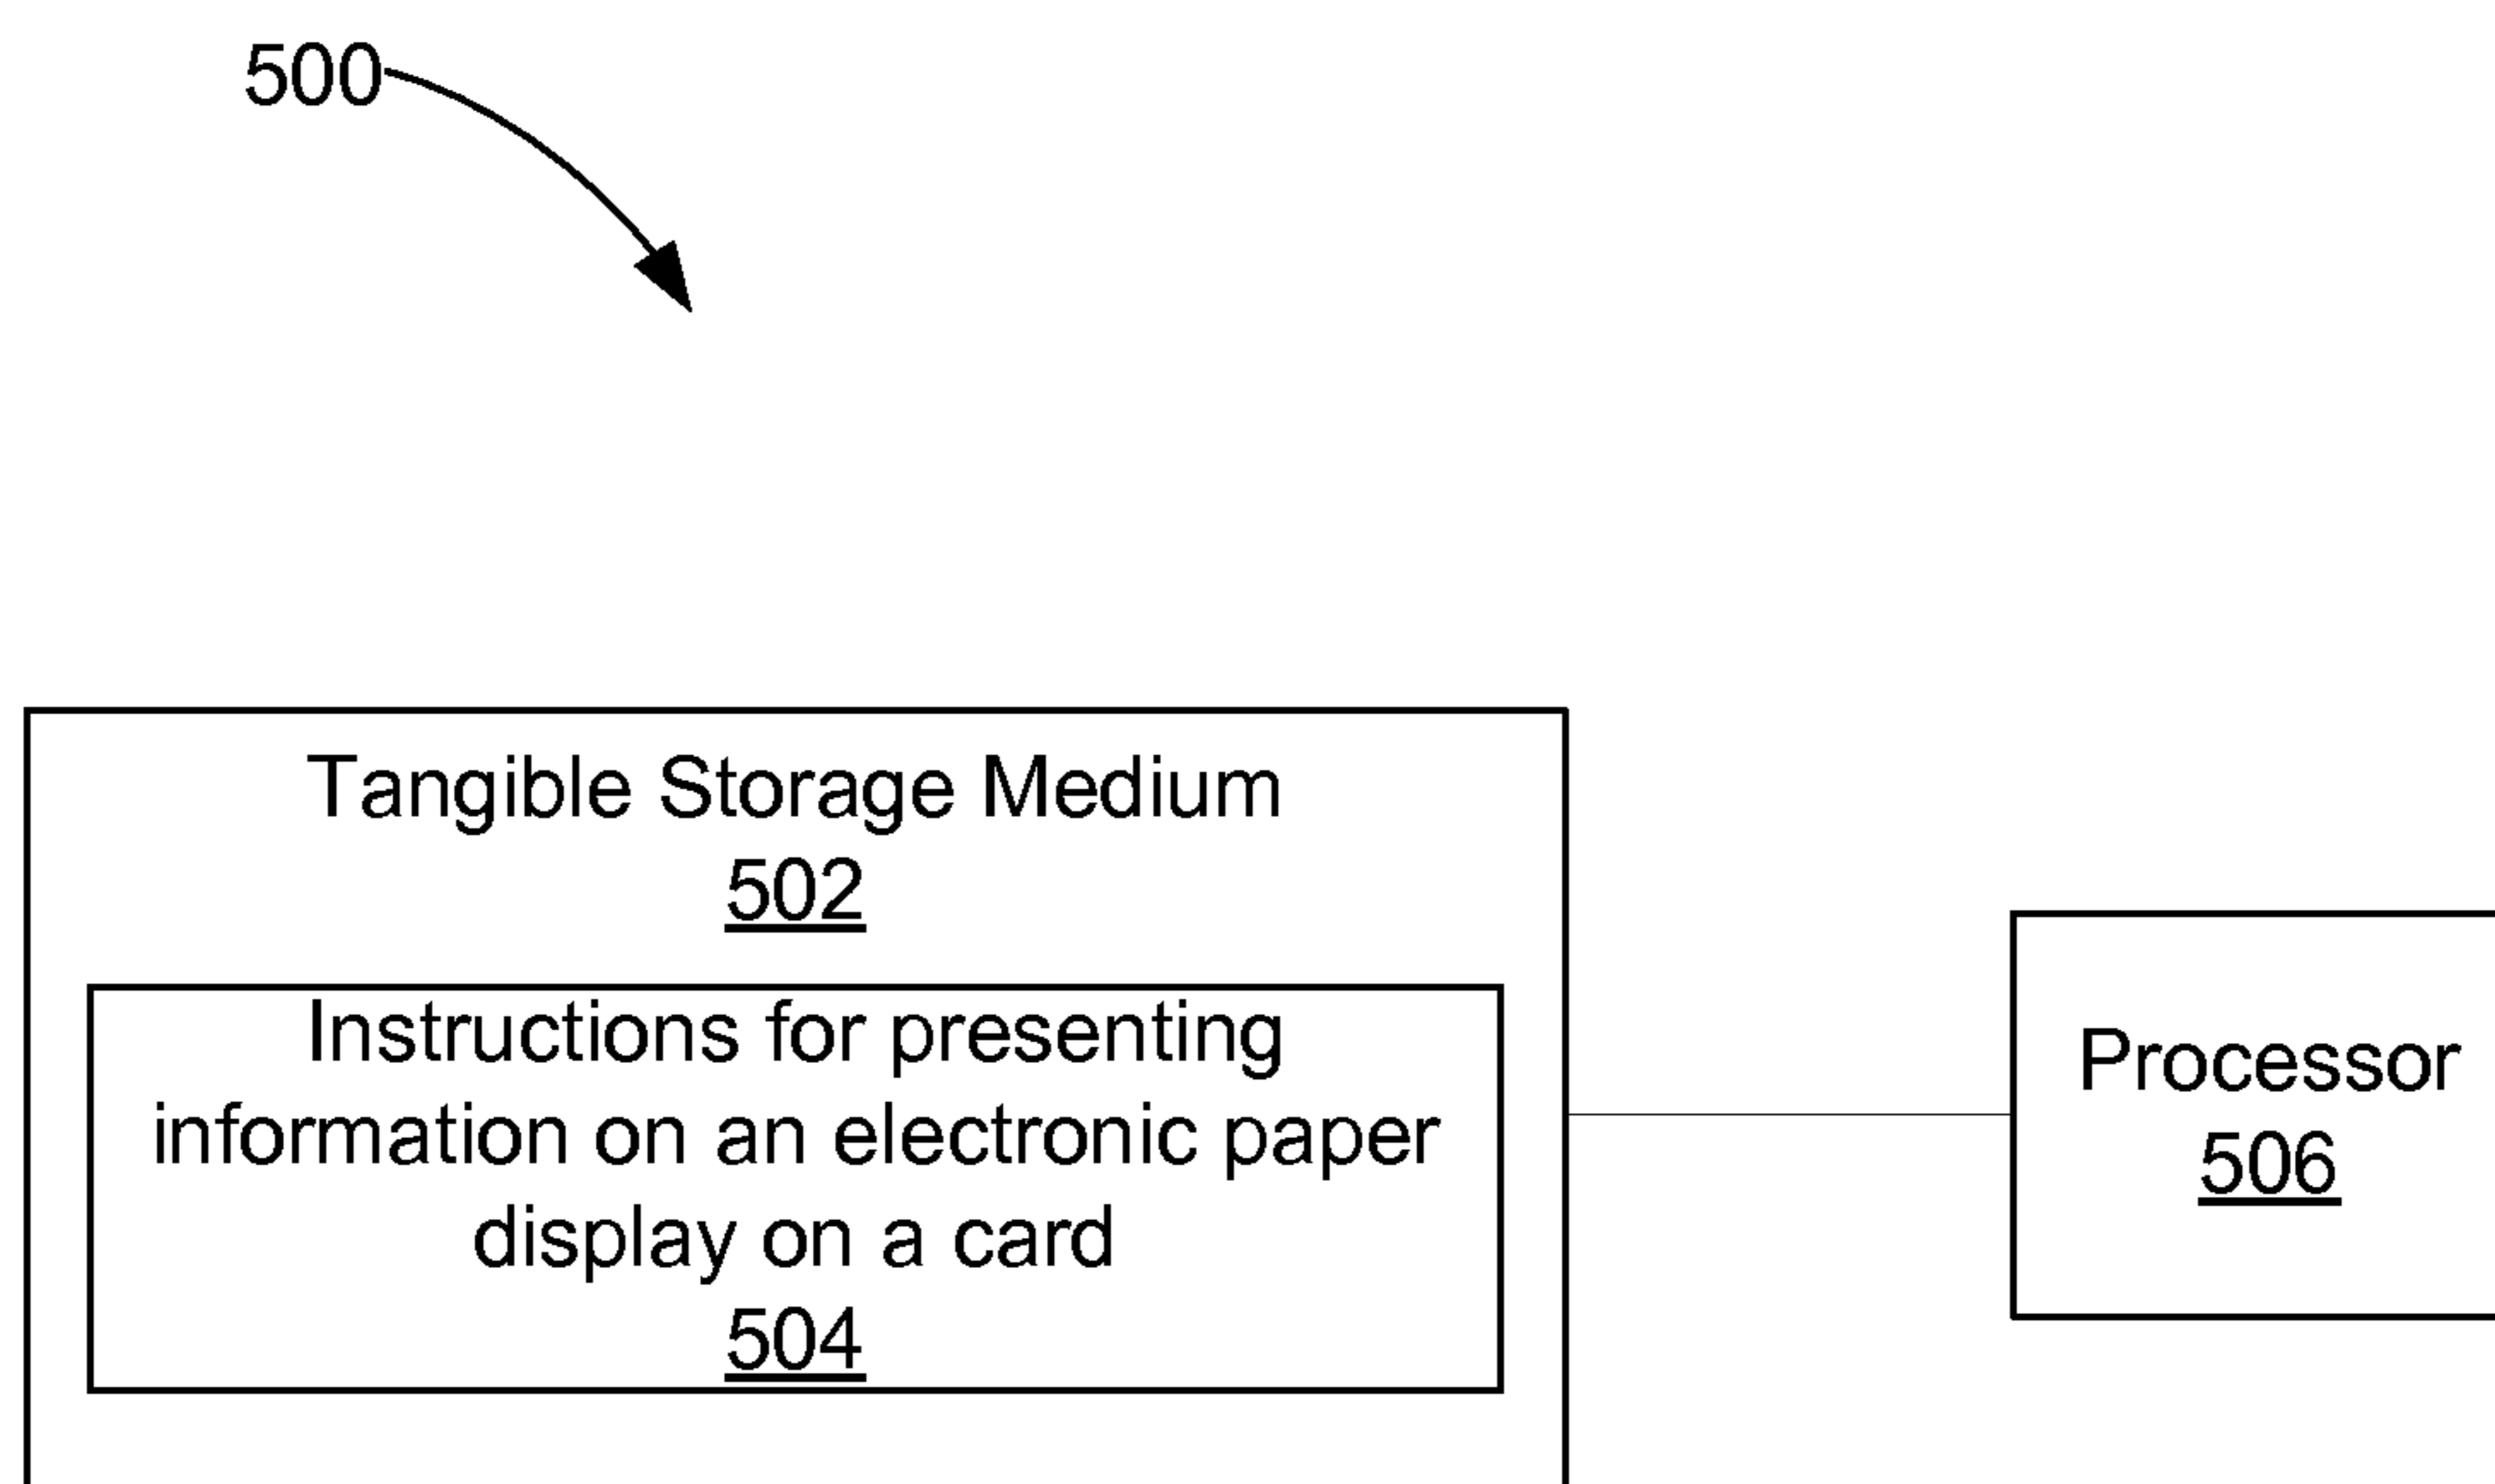 500
Tangible Storage Medium
502
Instructions for presenting
information on an electronic paper
display on a card
504
Processor
506